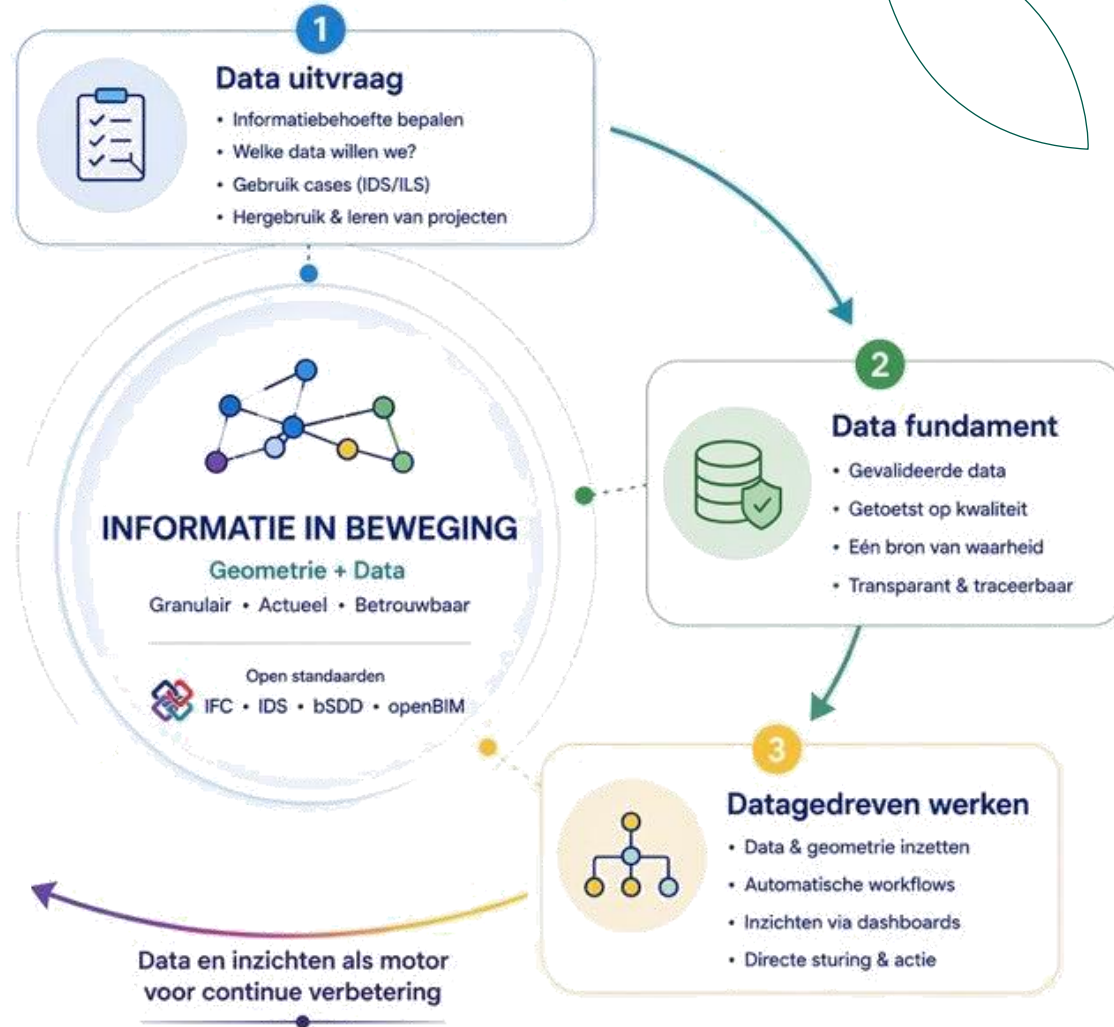 1
Data uitvraag
• Informatiebehoefte bepalen
• Welke data willen we?
• Gebruik cases (IDS/ILS)
• Hergebruik & leren van projecten
INFORMATIE IN BEWEGING
Geometrie + Data
Granulair • Actueel • Betrouwbaar
Open standaarden
IFC • IDS • bSDD • openBIM
2
Data fundament
• Gevalideerde data
• Getoetst op kwaliteit
• Eén bron van waarheid
• Transparant & traceerbaar
3
Datagedreven werken
• Data & geometrie inzetten
• Automatische workflows
• Inzichten via dashboards
• Directe sturing & actie
Data en inzichten als motor
voor continue verbetering